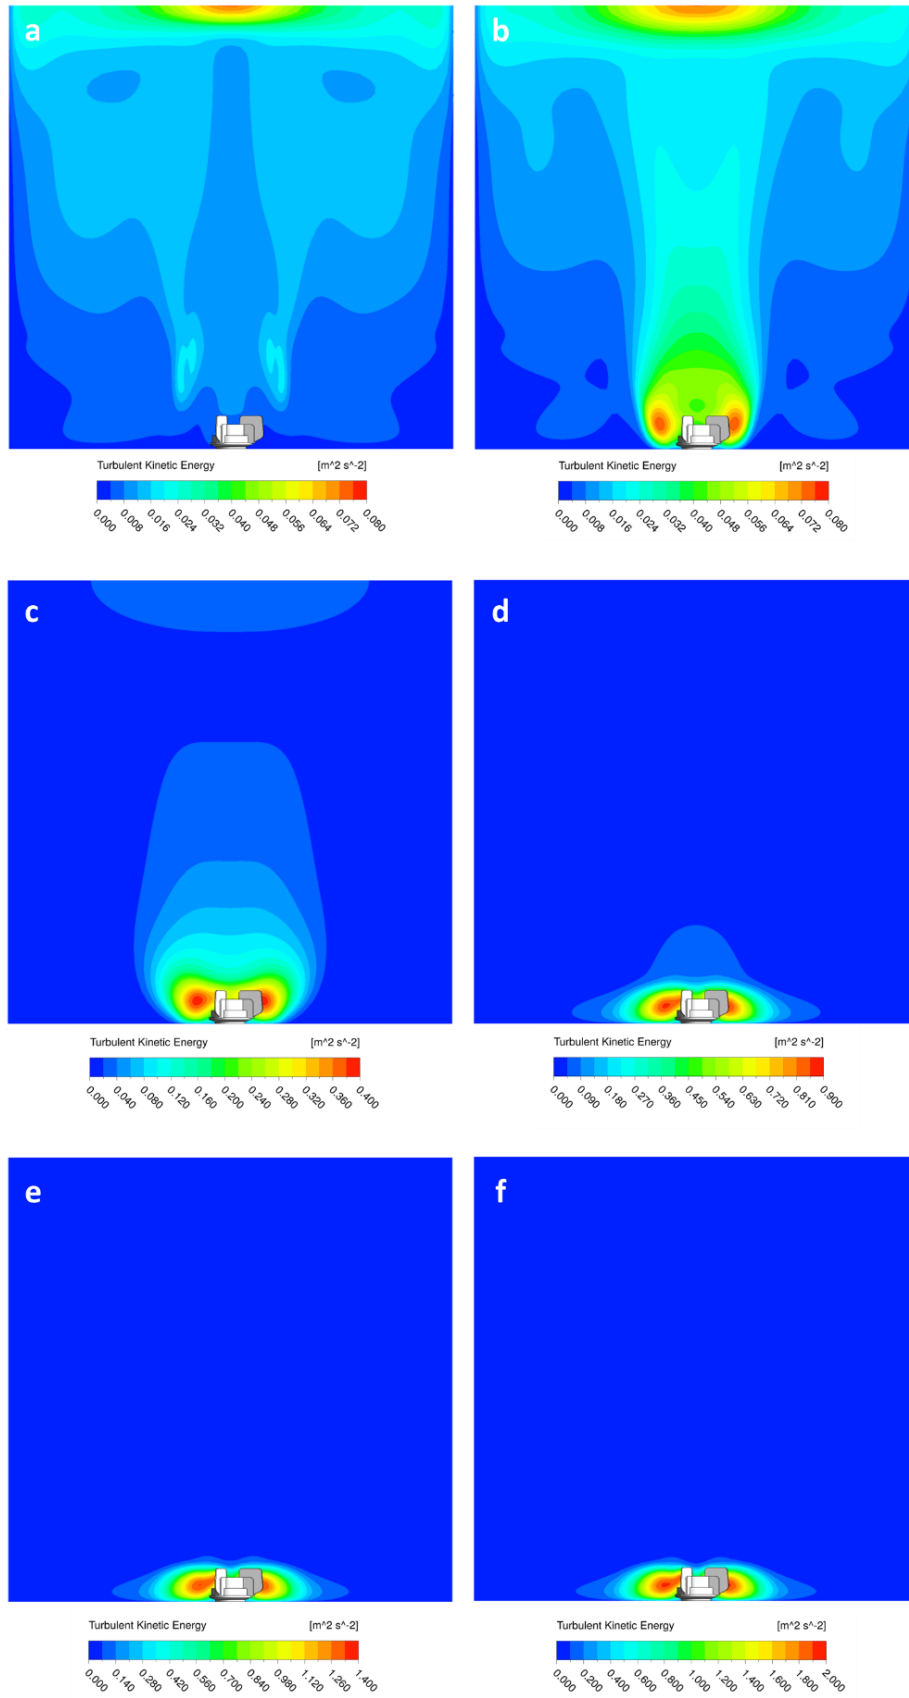 a
b
Turbulent Kinetic Energy [m^2 s^-2]
0.000 0.008 0.016 0.024 0.032 0.040 0.048 0.056 0.064 0.072 0.080
Turbulent Kinetic Energy [m^2 s^-2]
0.000 0.008 0.016 0.024 0.032 0.040 0.048 0.056 0.064 0.072 0.080
c
d
Turbulent Kinetic Energy [m^2 s^-2]
0.000 0.040 0.080 0.120 0.160 0.200 0.240 0.280 0.320 0.360 0.400
Turbulent Kinetic Energy [m^2 s^-2]
0.000 0.090 0.180 0.270 0.360 0.450 0.540 0.630 0.720 0.810 0.900
e
f
Turbulent Kinetic Energy [m^2 s^-2]
0.000 0.140 0.280 0.420 0.560 0.700 0.840 0.980 1.120 1.260 1.400
Turbulent Kinetic Energy [m^2 s^-2]
0.000 0.200 0.400 0.600 0.800 1.000 1.200 1.400 1.600 1.800 2.000